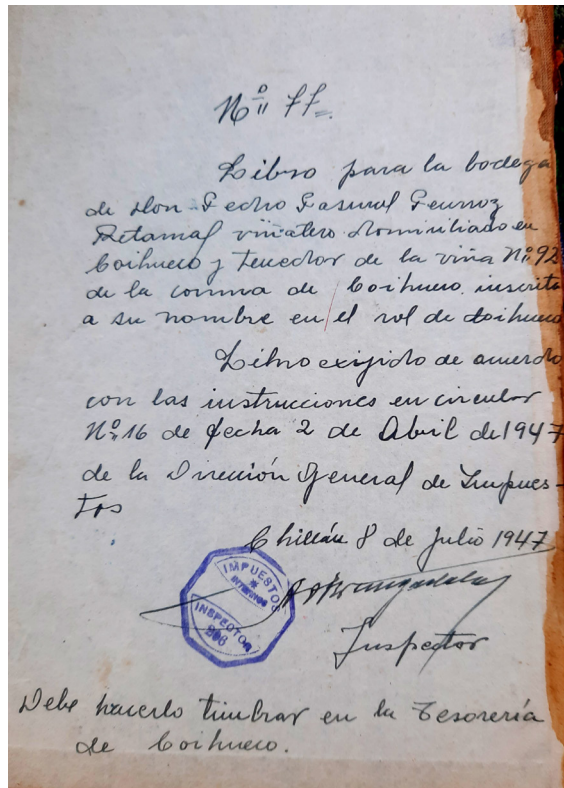 Nº 77=
Libro para la bodega
de don Pedro Pascual
Retamal viñatero domiciliado en
Coihueco y tenedor de la viña Nº 92
de la comuna de Coihueco inscrita
a su nombre en el rol de Coihueco
Libro exijido de acuerdo
con las instrucciones en circular
Nº 16 de fecha 2 de Abril de 1947
de la Dirección General de Impues-
tos
Chillán 8 de Julio 1947
IMPUESTOS
INTERNOS
INSPECTOR
Inspector
Debe hacerlo timbrar en la Tesorería
de Coihueco.